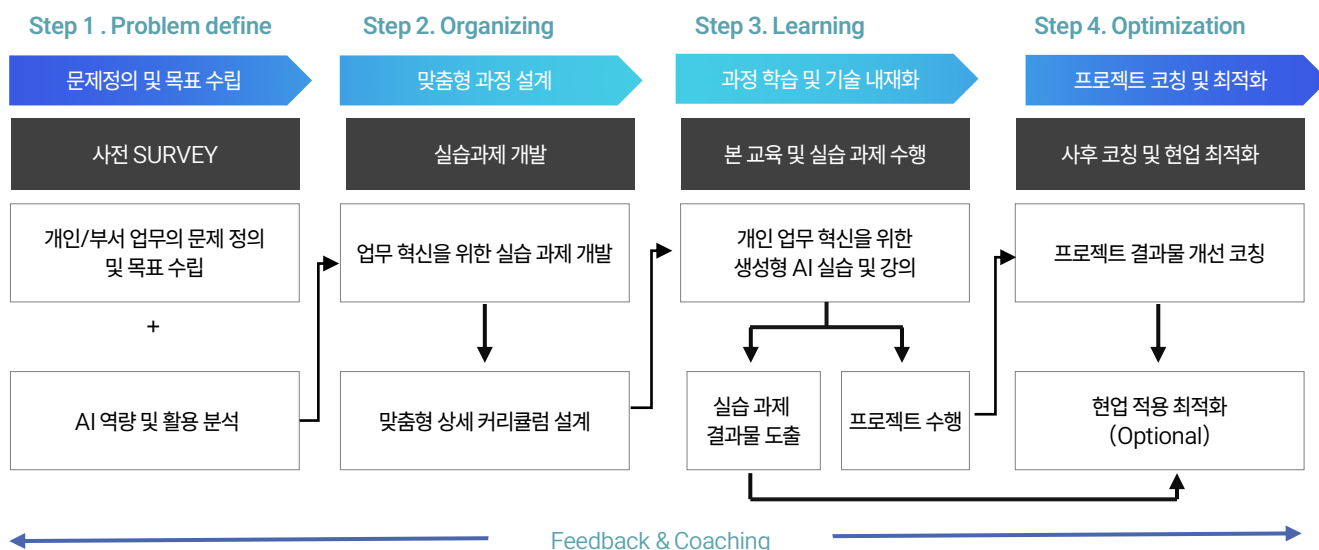 Step 1 . Problem define
Step 2. Organizing
Step 3. Learning
Step 4. Optimization
문제정의 및 목표 수립
맞춤형 과정 설계
과정 학습 및 기술 내재화
프로젝트 코칭 및 최적화
사전 SURVEY
실습과제 개발
본 교육 및 실습 과제 수행
사후 코칭 및 현업 최적화
개인/부서 업무의 문제 정의
및 목표 수립
업무 혁신을 위한 실습 과제 개발
개인 업무 혁신을 위한
생성형 AI 실습 및 강의
프로젝트 결과물 개선 코칭
+
AI 역량 및 활용 분석
맞춤형 상세 커리큘럼 설계
실습 과제
결과물 도출
프로젝트 수행
현업 적용 최적화
(Optional)
Feedback & Coaching